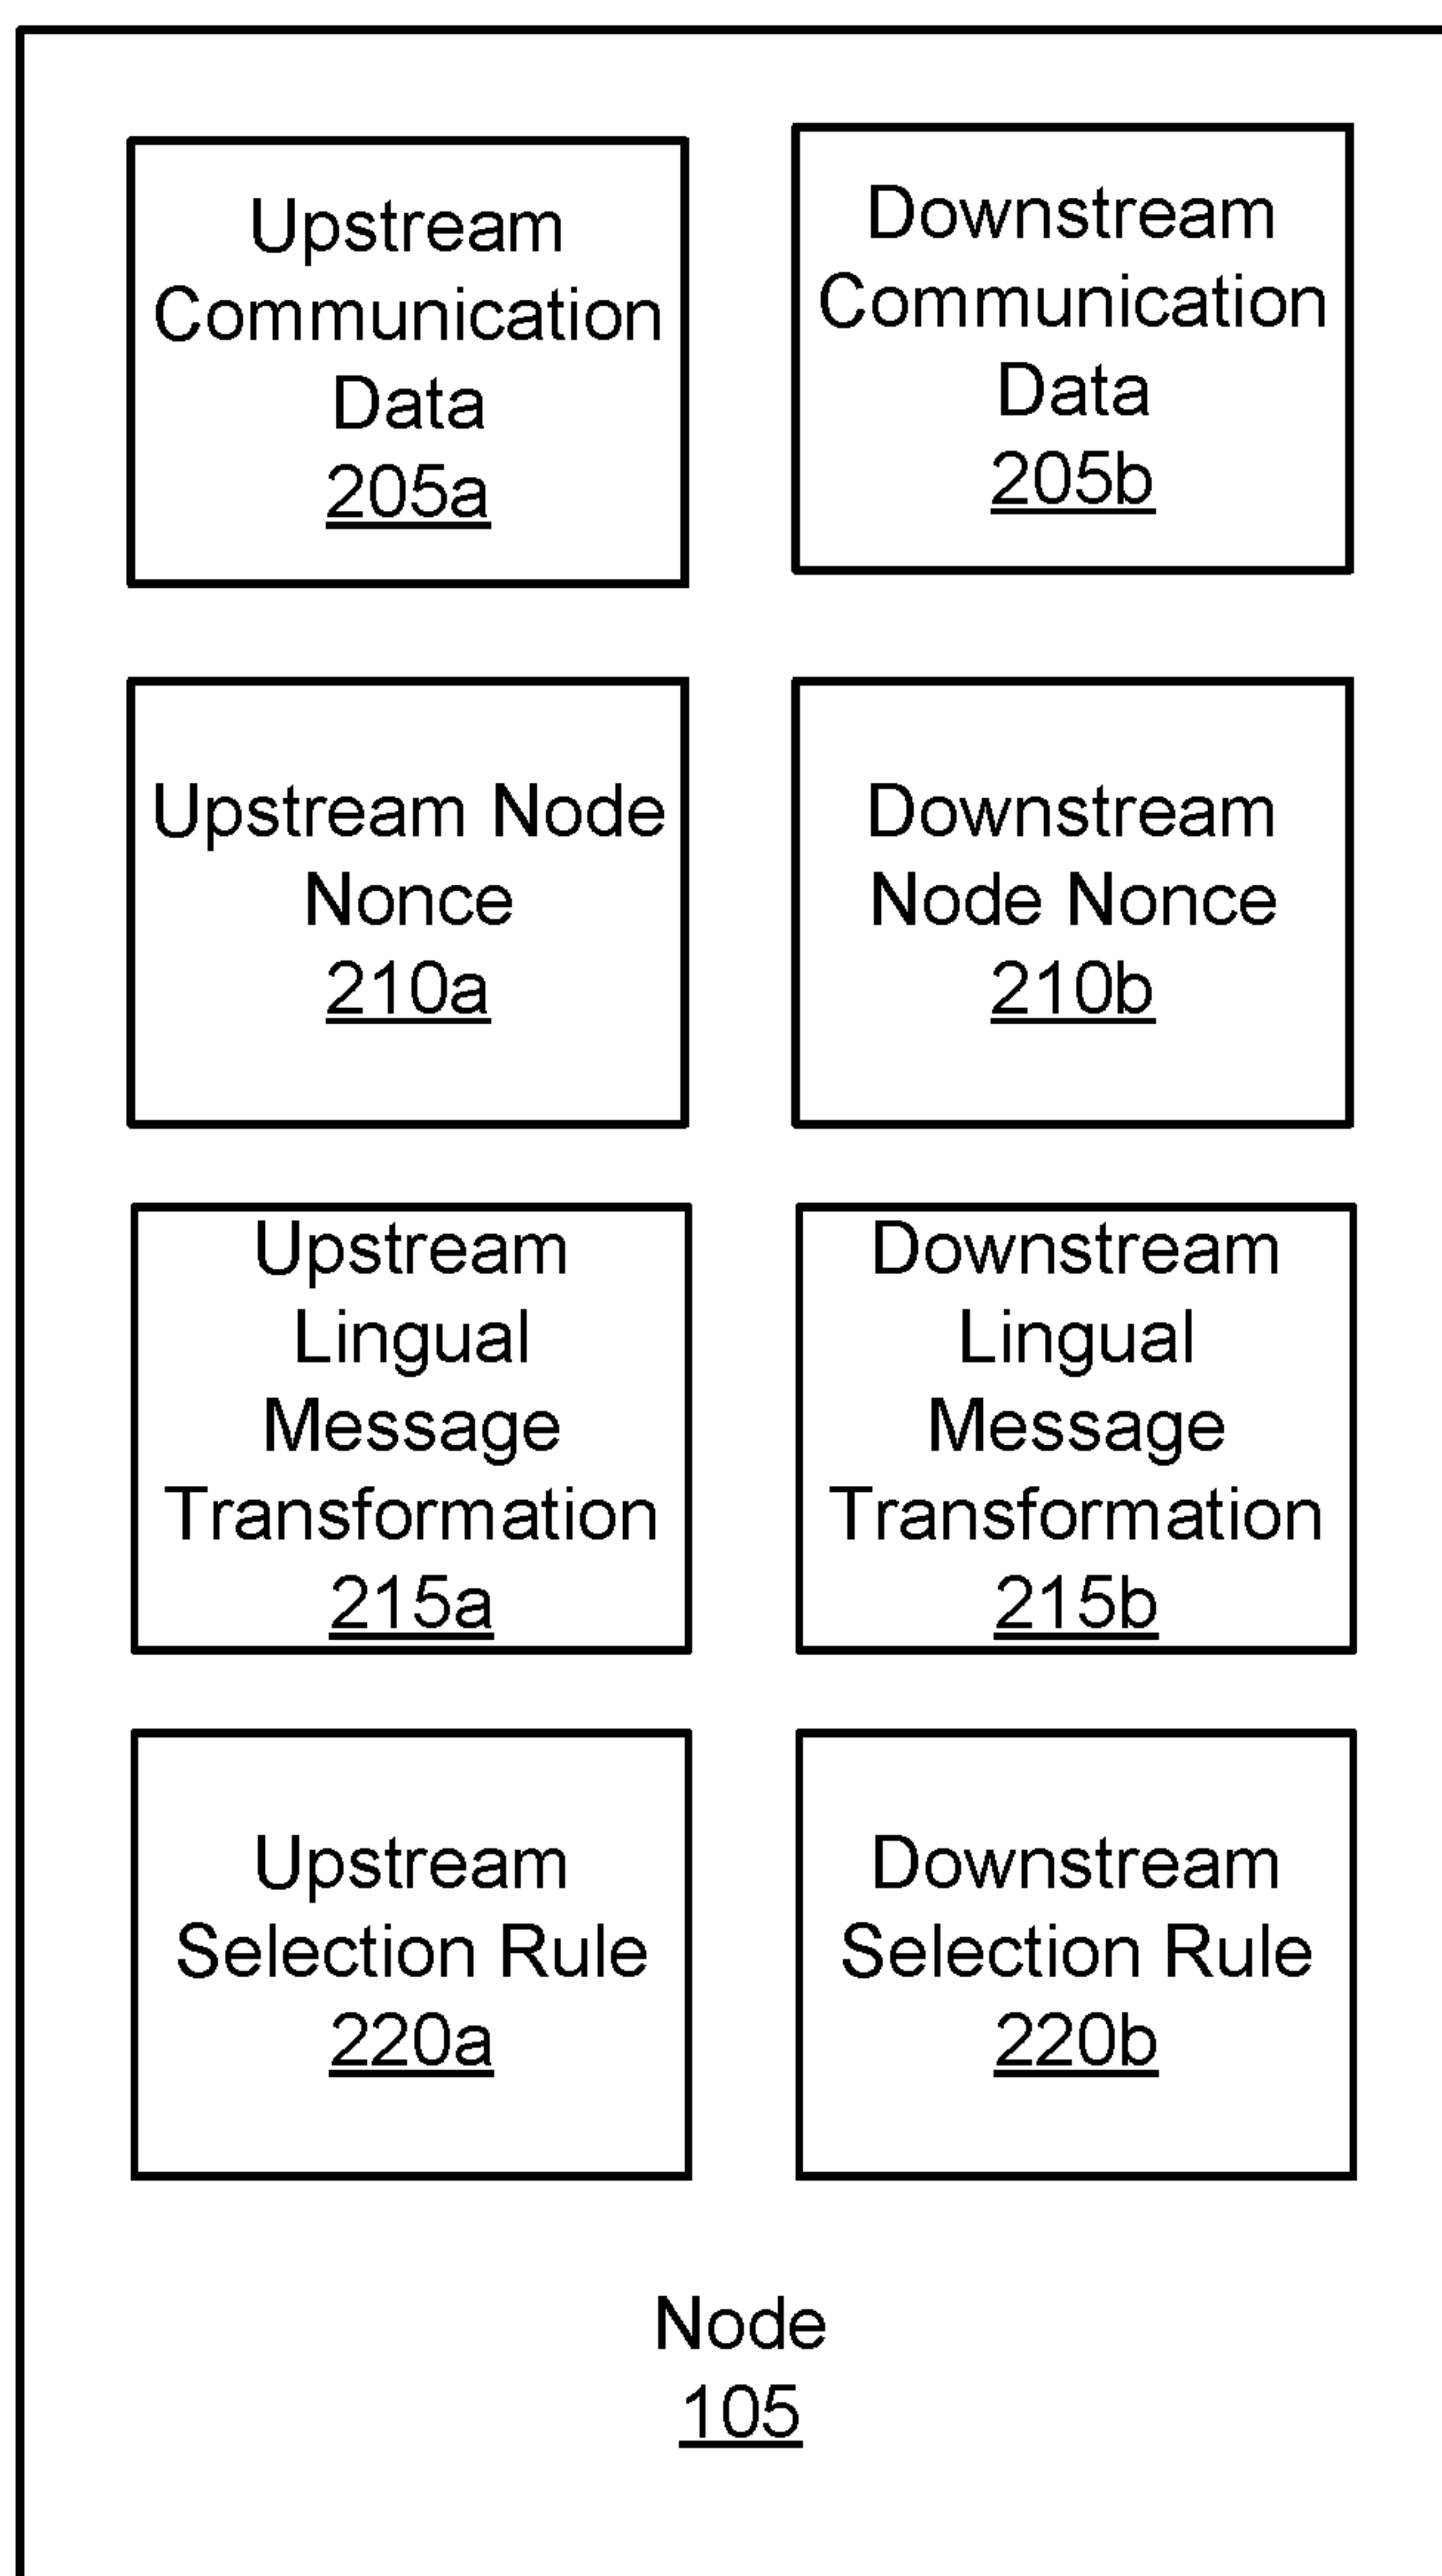 Upstream
Communication
Data
205a
Downstream
Communication
Data
205b
Upstream Node
Nonce
210a
Downstream
Node Nonce
210b
Upstream
Lingual
Message
Transformation
215a
Downstream
Lingual
Message
Transformation
215b
Upstream
Selection Rule
220a
Downstream
Selection Rule
220b
Node
105